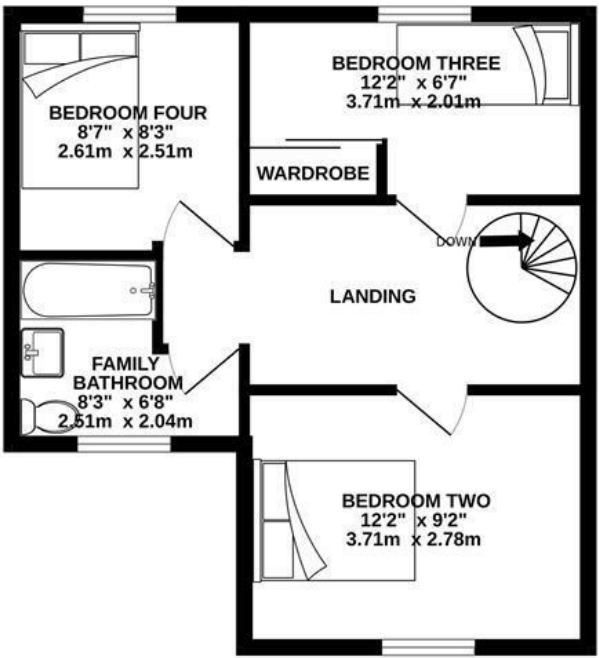 BEDROOM THREE
12'2" x 6'7"
3.71m x 2.01m
BEDROOM FOUR
8'7" x 8'3"
2.61m x 2.51m
WARDROBE
DOWN
LANDING
FAMILY
BATHROOM
8'3" x 6'8"
2.51m x 2.04m
BEDROOM TWO
12'2" x 9'2"
3.71m x 2.78m